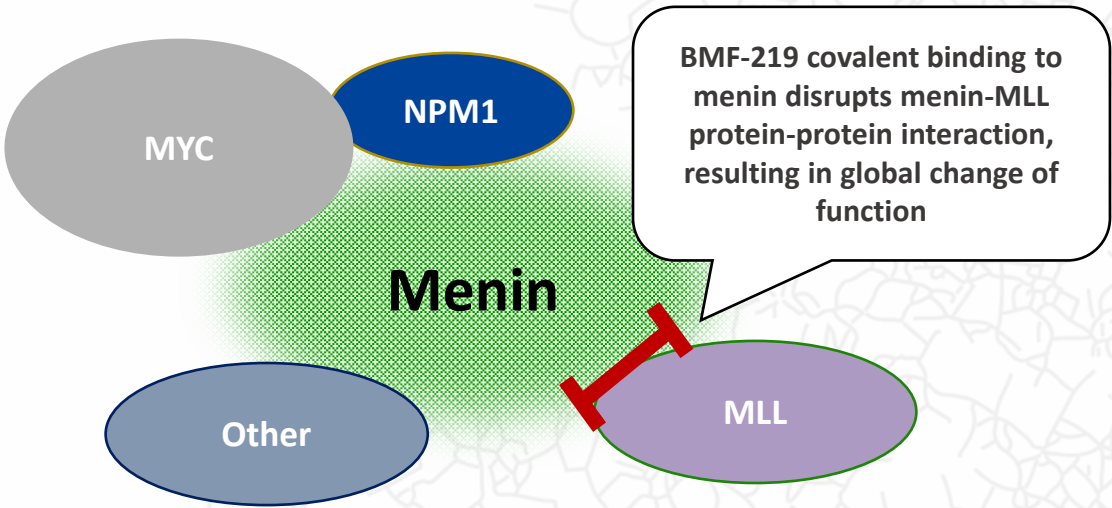 BMF-219 covalent binding to
menin disrupts menin-MLL
protein-protein interaction,
resulting in global change of
function
NPM1
MYC
Menin
MLL
Other